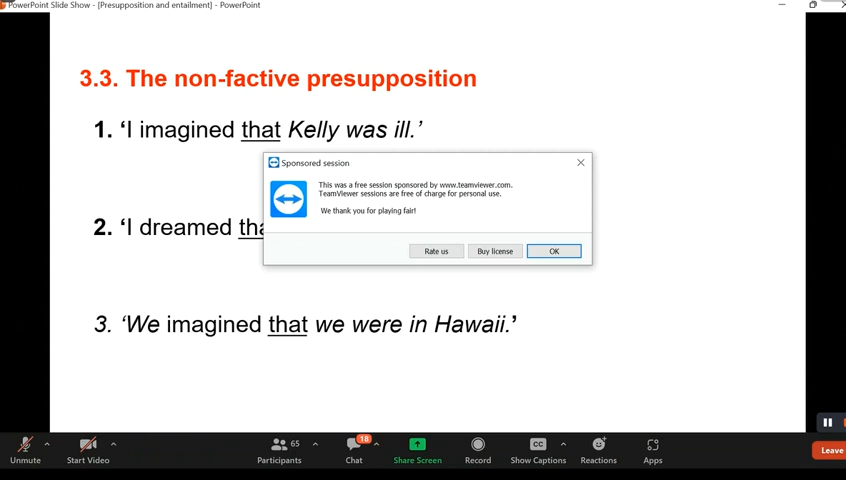 PowerPoint Slide Show - [Presupposition and entailment] - PowerPoint
3.3. The non-factive presupposition
1. ‘I imagined that Kelly was ill.’
Sponsored session
This was a free session sponsored by www.teamviewer.com.
TeamViewer sessions are free of charge for personal use.
We thank you for playing fair!
2. ‘I dreamed tha
Rate us Buy license OK
3. ‘We imagined that we were in Hawaii.’
18
65
CC
Unmute Start Video Participants Chat Share Screen Record Show Captions Reactions Apps Leave